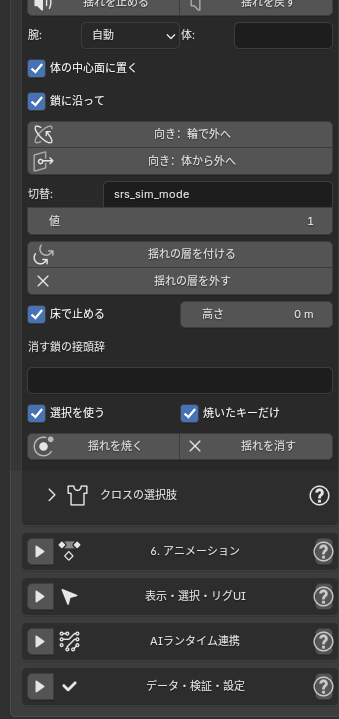 揺れを止める 揺れを戻す
腕: 自動 体:
体の中心面に置く
鎖に沿って
向き: 輪で外へ
向き: 体から外へ
切替: srs_sim_mode
値 1
揺れの層を付ける
揺れの層を外す
床で止める 高さ 0 m
消す鎖の接頭辞
選択を使う 焼いたキーだけ
揺れを焼く 揺れを消す
クロスの選択肢
6. アニメーション
表示・選択・リグUI
AIランタイム連携
データ・検証・設定